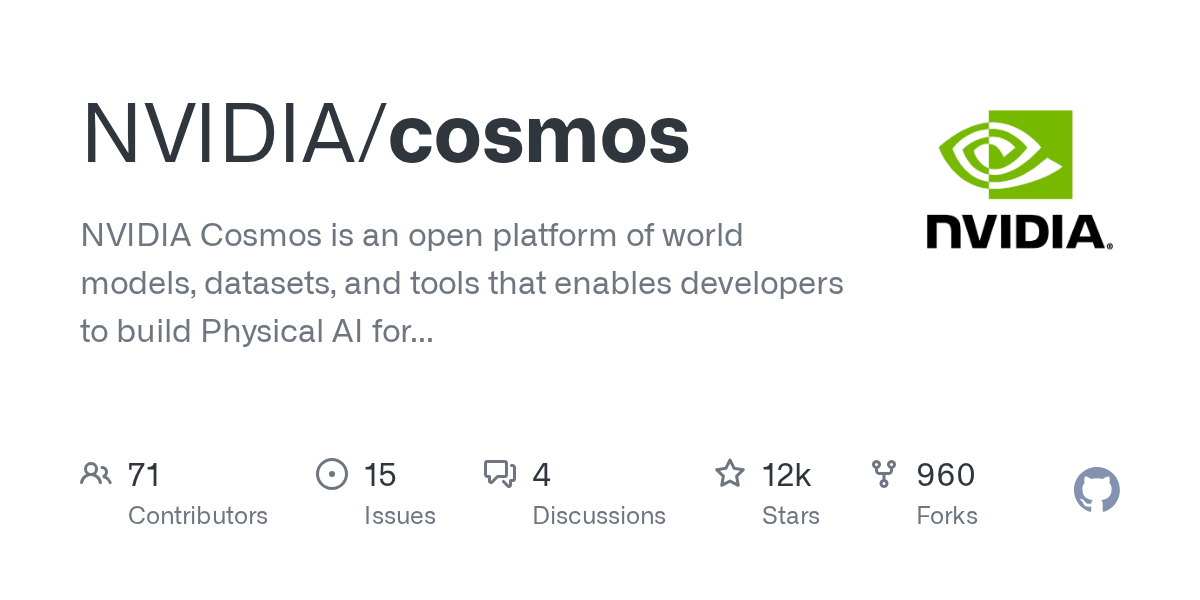 NVIDIA/cosmos
NVIDIA Cosmos is an open platform of world
models, datasets, and tools that enables developers
to build Physical AI for...
NVIDIA®
71
Contributors
15
Issues
4
Discussions
12k
Stars
960
Forks